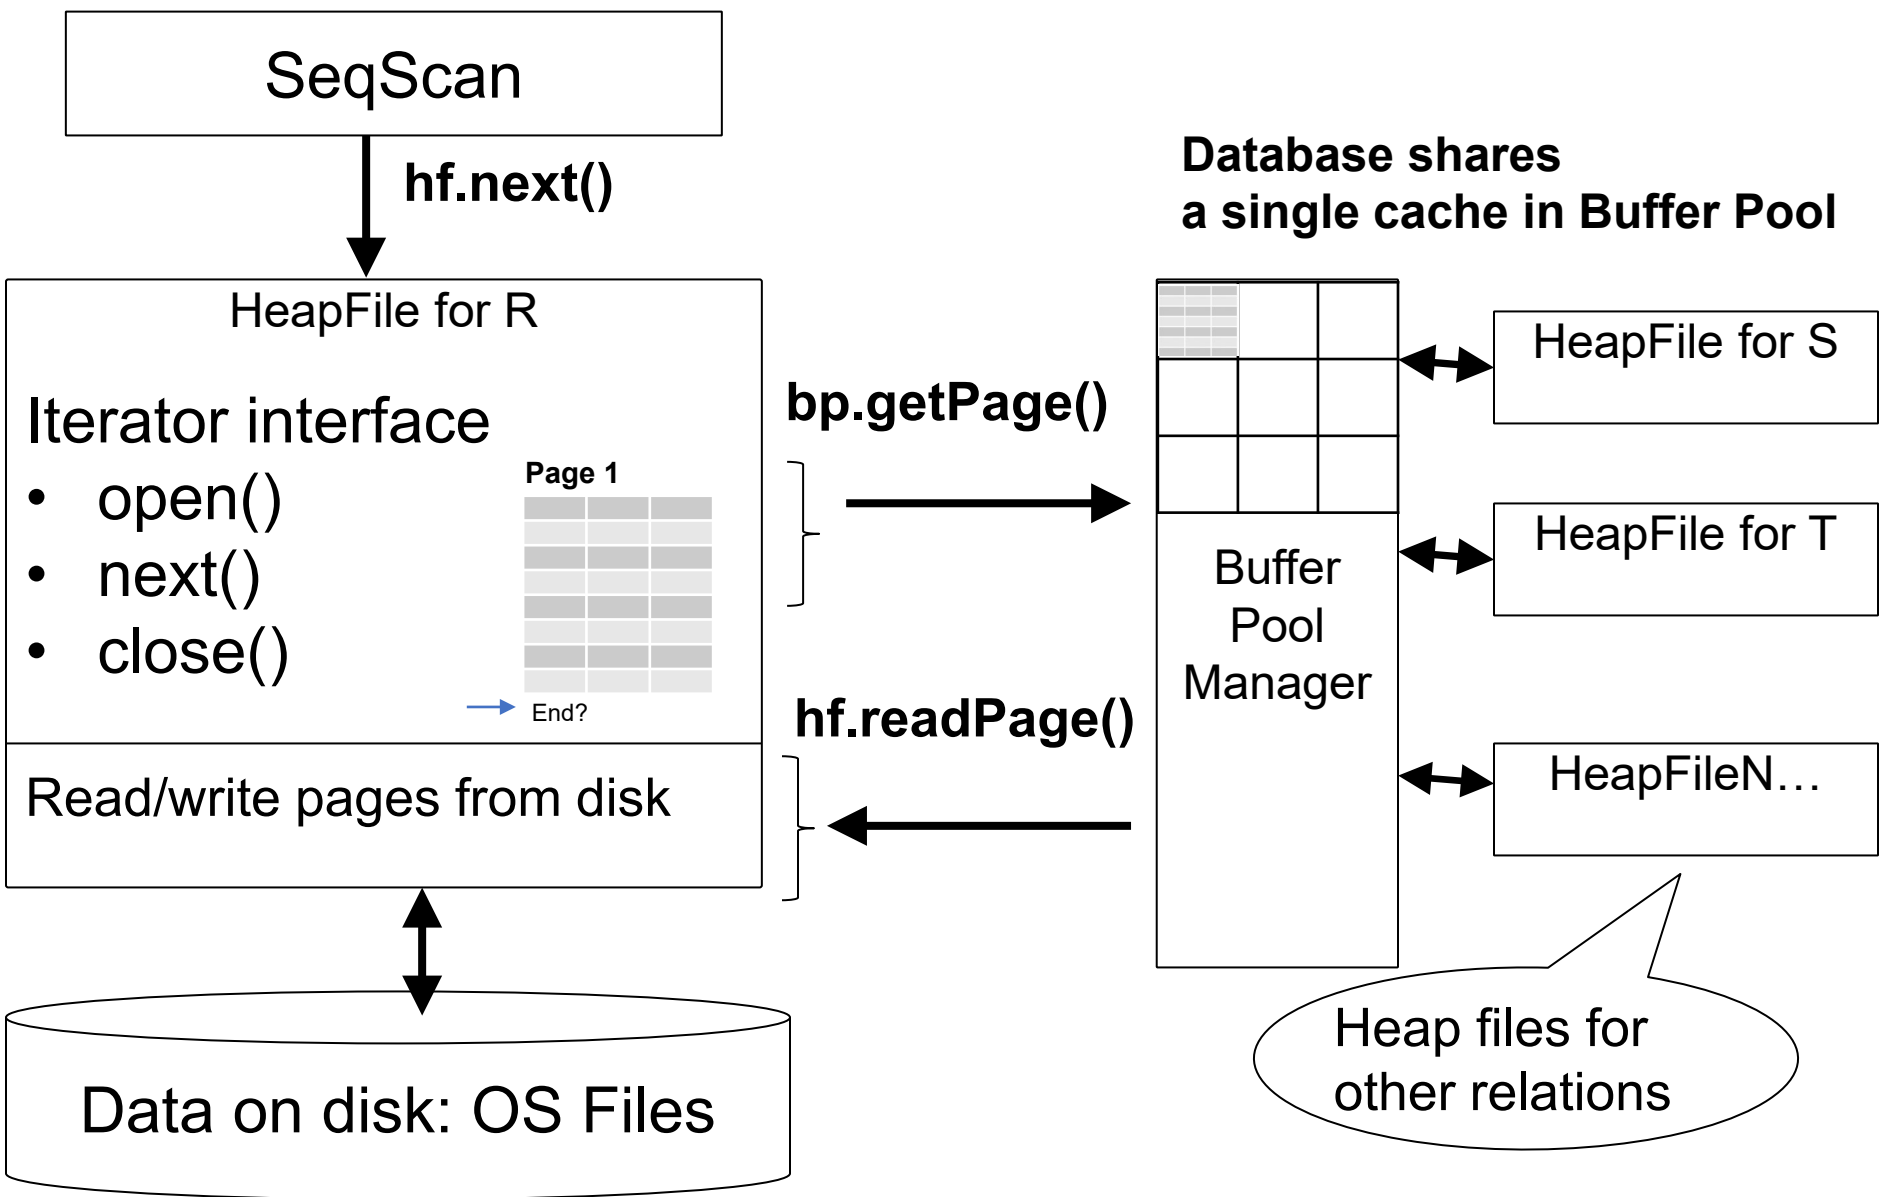 SeqScan
hf.next()
Database shares
a single cache in Buffer Pool
HeapFile for R
Iterator interface
• open()
• next()
• close()
Page 1
End?
Read/write pages from disk
bp.getPage()
hf.readPage()
Buffer
Pool
Manager
HeapFile for S
HeapFile for T
HeapFileN…
Heap files for
other relations
Data on disk: OS Files